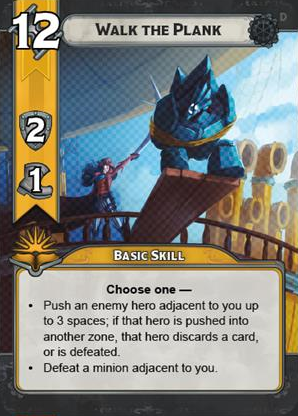 12
WALK THE PLANK
D
2
1
BASIC SKILL
Choose one —
• Push an enemy hero adjacent to you up
to 3 spaces; if that hero is pushed into
another zone, that hero discards a card,
or is defeated.
• Defeat a minion adjacent to you.